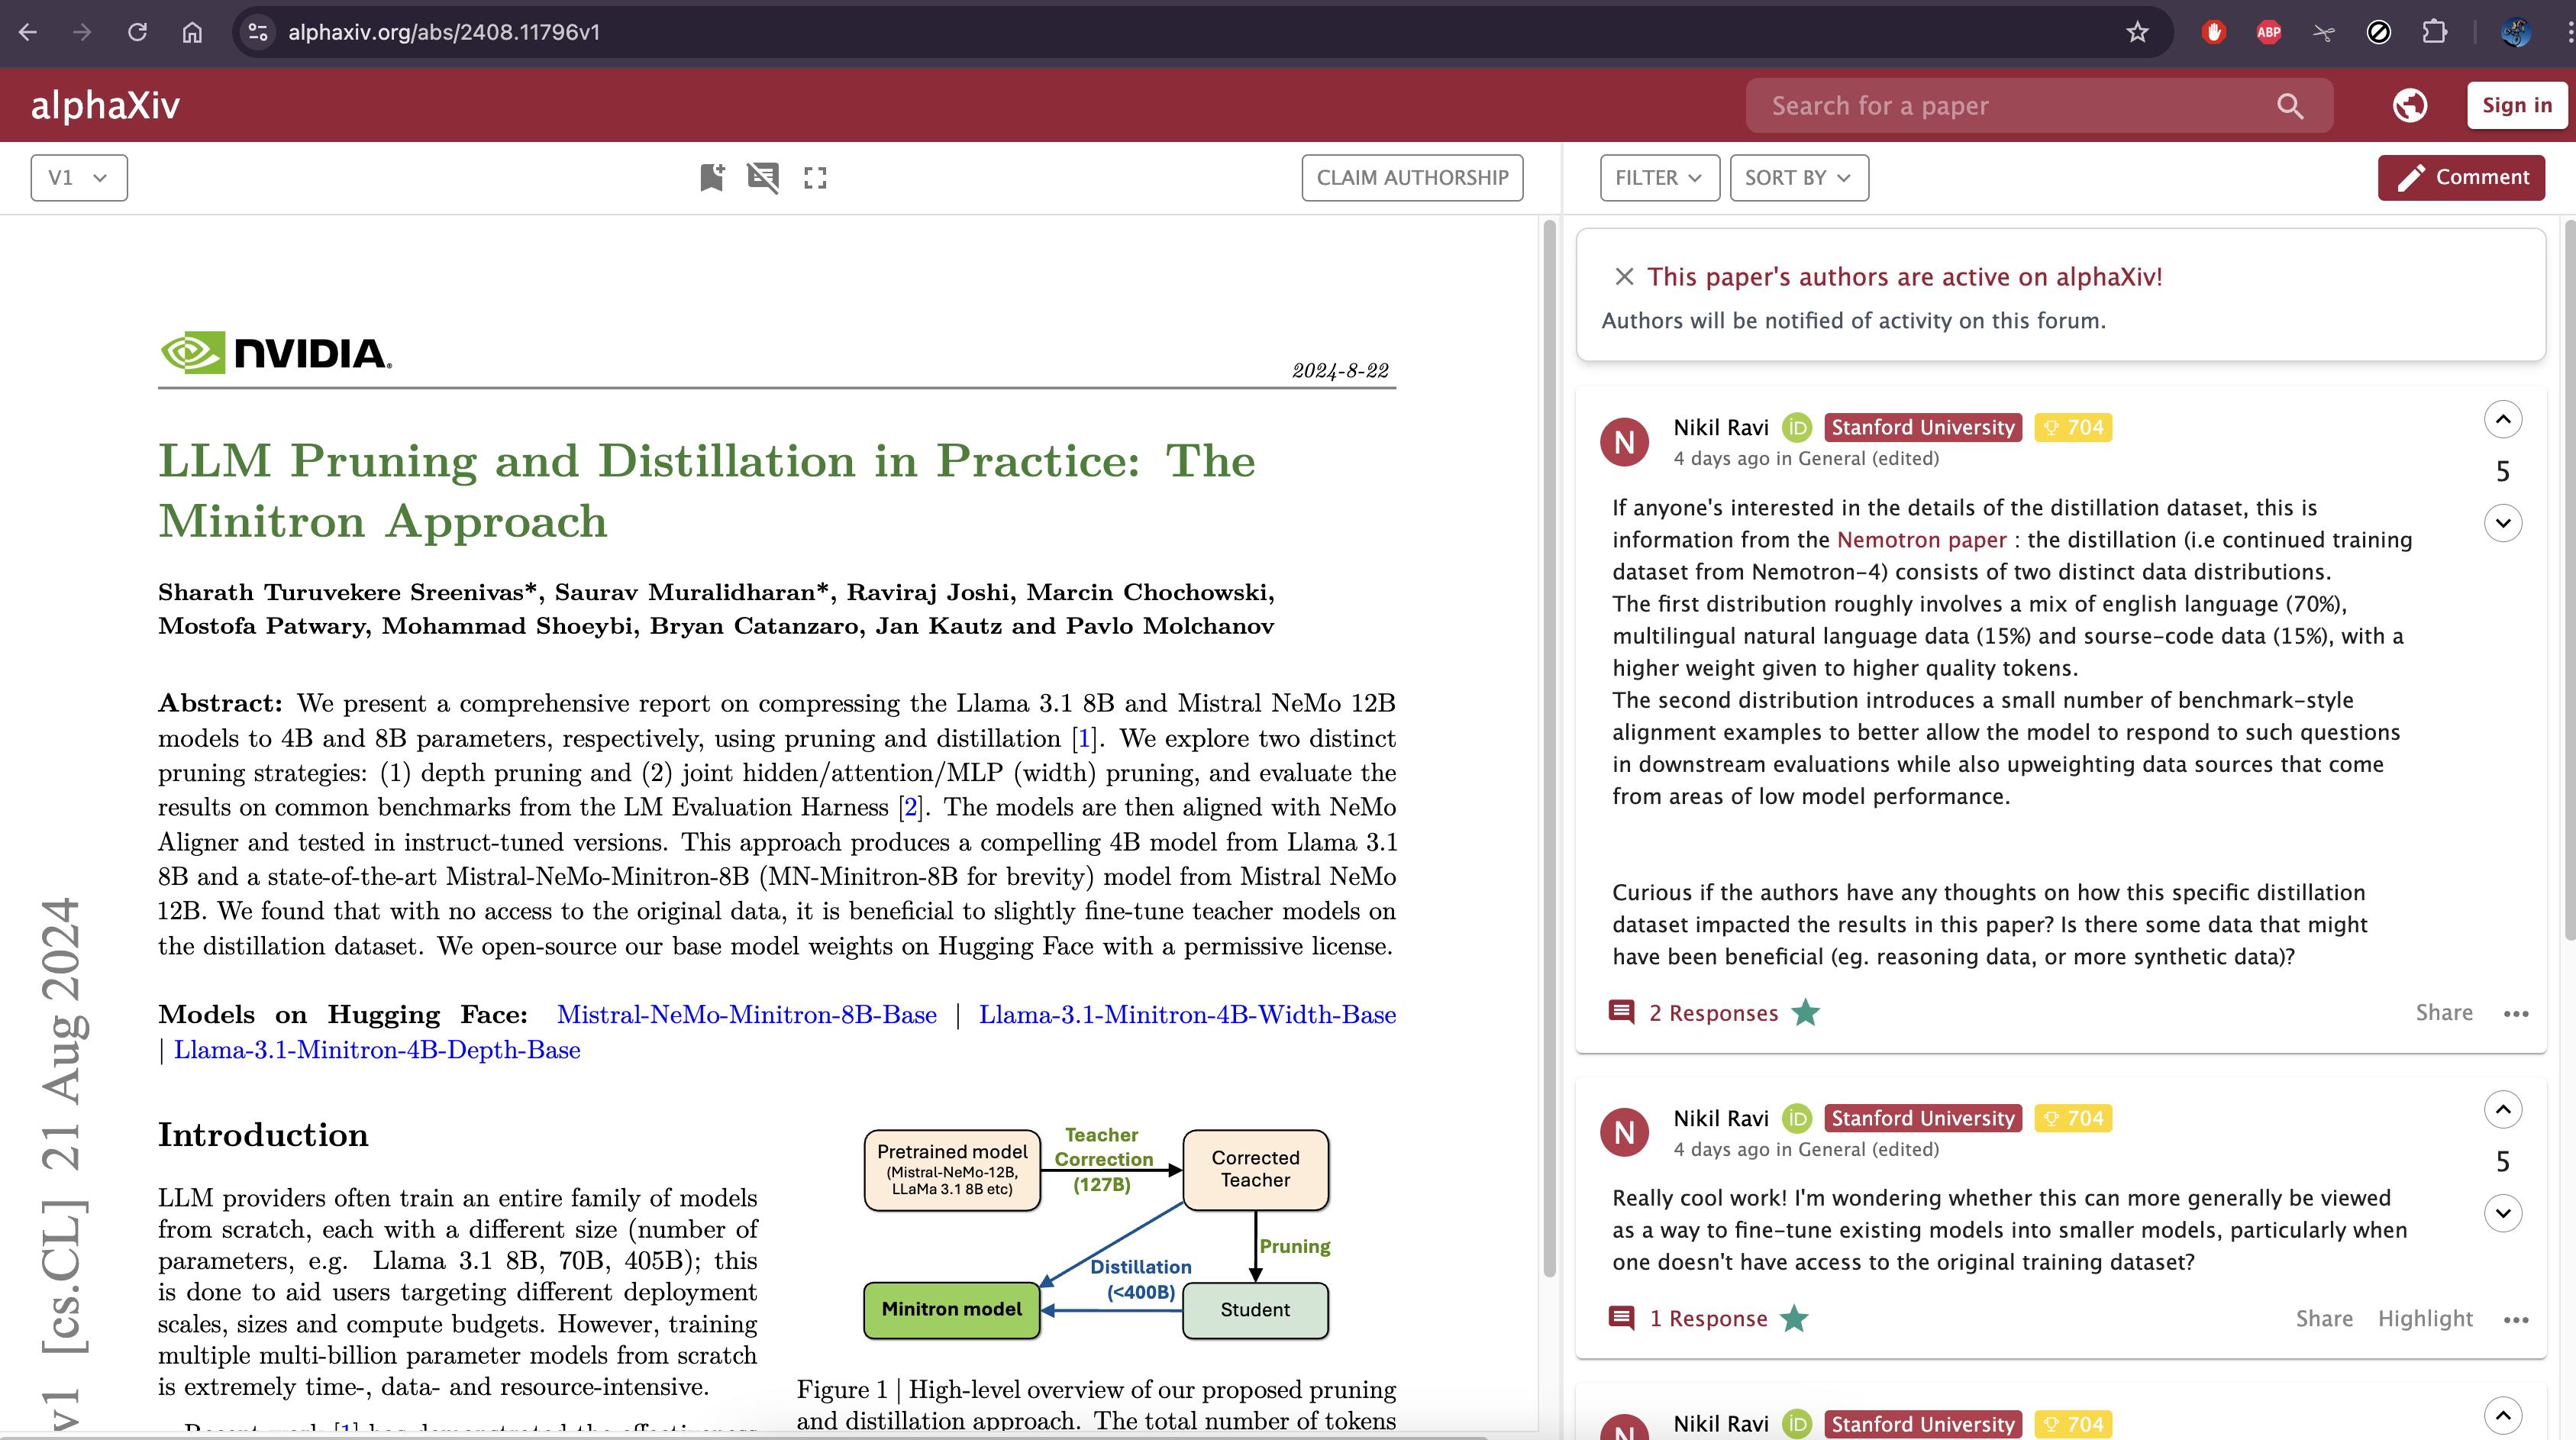 alphaxiv.org/abs/2408.11796v1
ABP
alphaXiv
Search for a paper
Sign in
V1
CLAIM AUTHORSHIP
FILTER
SORT BY
Comment
NVIDIA.
2024-8-22
LLM Pruning and Distillation in Practice: The
Minitron Approach
Sharath Turuvekere Sreenivas*, Saurav Muralidharan*, Raviraj Joshi, Marcin Chochowski,
Mostofa Patwary, Mohammad Shoeybi, Bryan Catanzaro, Jan Kautz and Pavlo Molchanov
Abstract: We present a comprehensive report on compressing the Llama 3.1 8B and Mistral NeMo 12B
models to 4B and 8B parameters, respectively, using pruning and distillation [1]. We explore two distinct
pruning strategies: (1) depth pruning and (2) joint hidden/attention/MLP (width) pruning, and evaluate the
results on common benchmarks from the LM Evaluation Harness [2]. The models are then aligned with NeMo
Aligner and tested in instruct-tuned versions. This approach produces a compelling 4B model from Llama 3.1
8B and a state-of-the-art Mistral-NeMo-Minitron-8B (MN-Minitron-8B for brevity) model from Mistral NeMo
12B. We found that with no access to the original data, it is beneficial to slightly fine-tune teacher models on
the distillation dataset. We open-source our base model weights on Hugging Face with a permissive license.
Models on Hugging Face: Mistral-NeMo-Minitron-8B-Base | Llama-3.1-Minitron-4B-Width-Base
| Llama-3.1-Minitron-4B-Depth-Base
v1 [cs.CL] 21 Aug 2024
Introduction
LLM providers often train an entire family of models
from scratch, each with a different size (number of
parameters, e.g. Llama 3.1 8B, 70B, 405B); this
is done to aid users targeting different deployment
scales, sizes and compute budgets. However, training
multiple multi-billion parameter models from scratch
is extremely time-, data- and resource-intensive.
Recent work [1] has demonstrated the effectiveness
Pretrained model
(Mistral-NeMo-12B,
LLaMa 3.1 8B etc)
Teacher
Correction
(127B)
Corrected
Teacher
Pruning
Distillation
(<400B)
Minitron model
Student
Figure 1 | High-level overview of our proposed pruning
and distillation approach. The total number of tokens
This paper's authors are active on alphaXiv!
Authors will be notified of activity on this forum.
N
Nikil Ravi iD Stanford University 704
4 days ago in General (edited)
5
If anyone's interested in the details of the distillation dataset, this is
information from the Nemotron paper : the distillation (i.e continued training
dataset from Nemotron-4) consists of two distinct data distributions.
The first distribution roughly involves a mix of english language (70%),
multilingual natural language data (15%) and sourse-code data (15%), with a
higher weight given to higher quality tokens.
The second distribution introduces a small number of benchmark-style
alignment examples to better allow the model to respond to such questions
in downstream evaluations while also upweighting data sources that come
from areas of low model performance.
Curious if the authors have any thoughts on how this specific distillation
dataset impacted the results in this paper? Is there some data that might
have been beneficial (eg. reasoning data, or more synthetic data)?
2 Responses
Share
N
Nikil Ravi iD Stanford University 704
4 days ago in General (edited)
5
Really cool work! I'm wondering whether this can more generally be viewed
as a way to fine-tune existing models into smaller models, particularly when
one doesn't have access to the original training dataset?
1 Response
Share Highlight
N
Nikil Ravi iD Stanford University 704